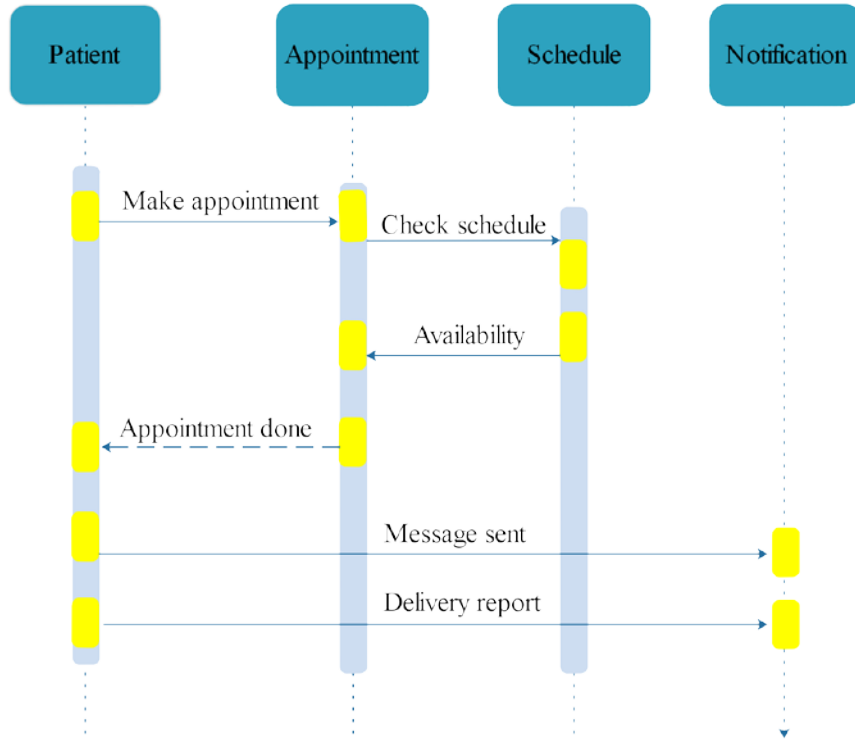 Patient
Appointment
Schedule
Notification
Make appointment
Check schedule
Availability
Appointment done
Message sent
Delivery report